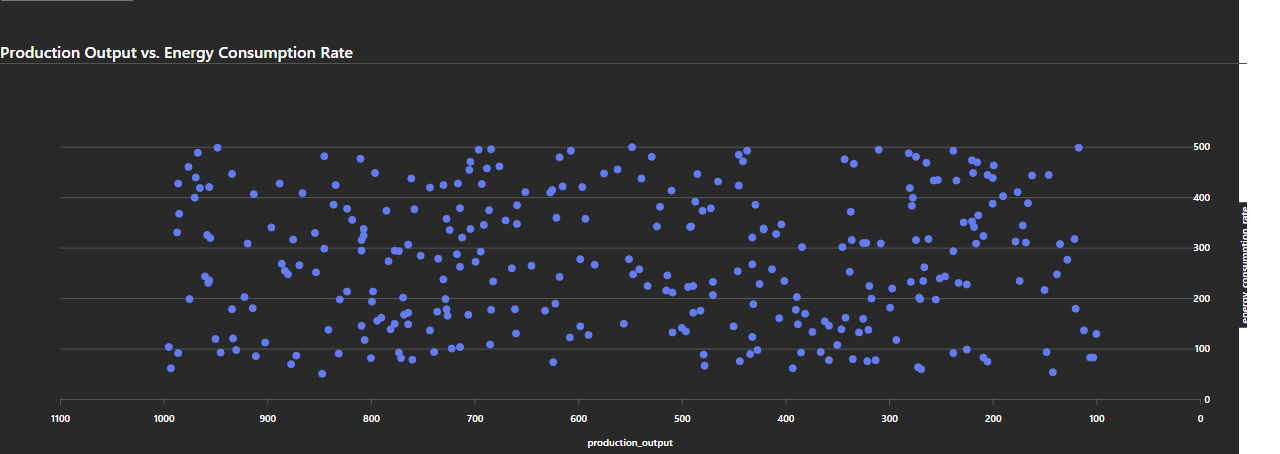 Production Output vs. Energy Consumption Rate
500
400
300
200
100
0
energy_consumption_rate
1100 1000 900 800 700 600 500 400 300 200 100 0
production_output